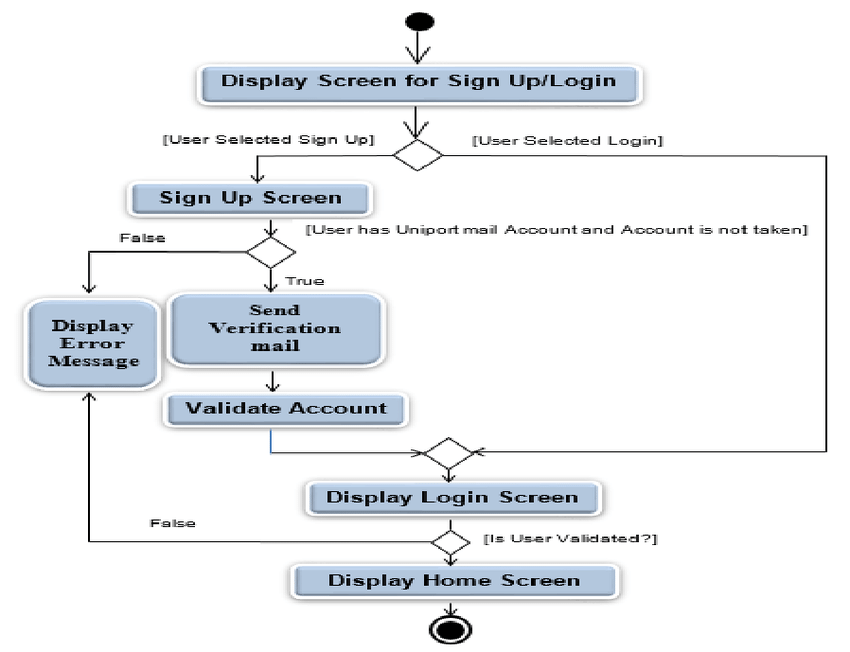 Display Screen for Sign Up/Login
[User Selected Sign Up]
[User Selected Login]
Sign Up Screen
[User has Uniport mail Account and Account is not taken]
False
True
Display
Error
Message
Send
Verification
mail
Validate Account
Display Login Screen
False
[Is User Validated?]
Display Home Screen